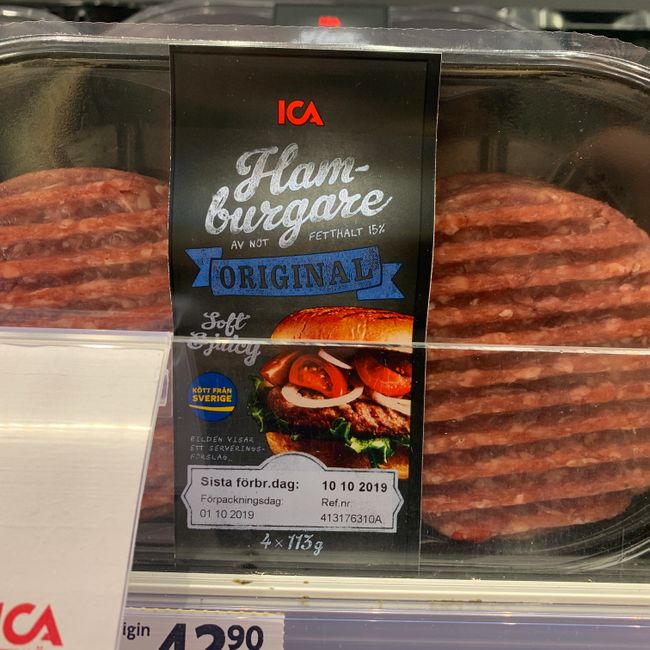 ICA
Ham-
burgare
AV NÖT FETTHALT 15%
ORIGINAL
Soft
& juicy
KÖTT FRÅN
SVERIGE
BILDEN VISAR
ETT SERVERINGS-
FÖRSLAG.
Sista förbr.dag: 10 10 2019
Förpackningsdag: Ref.nr:
01 10 2019 413176310A
4 x 113g
ICA
igin
42 90